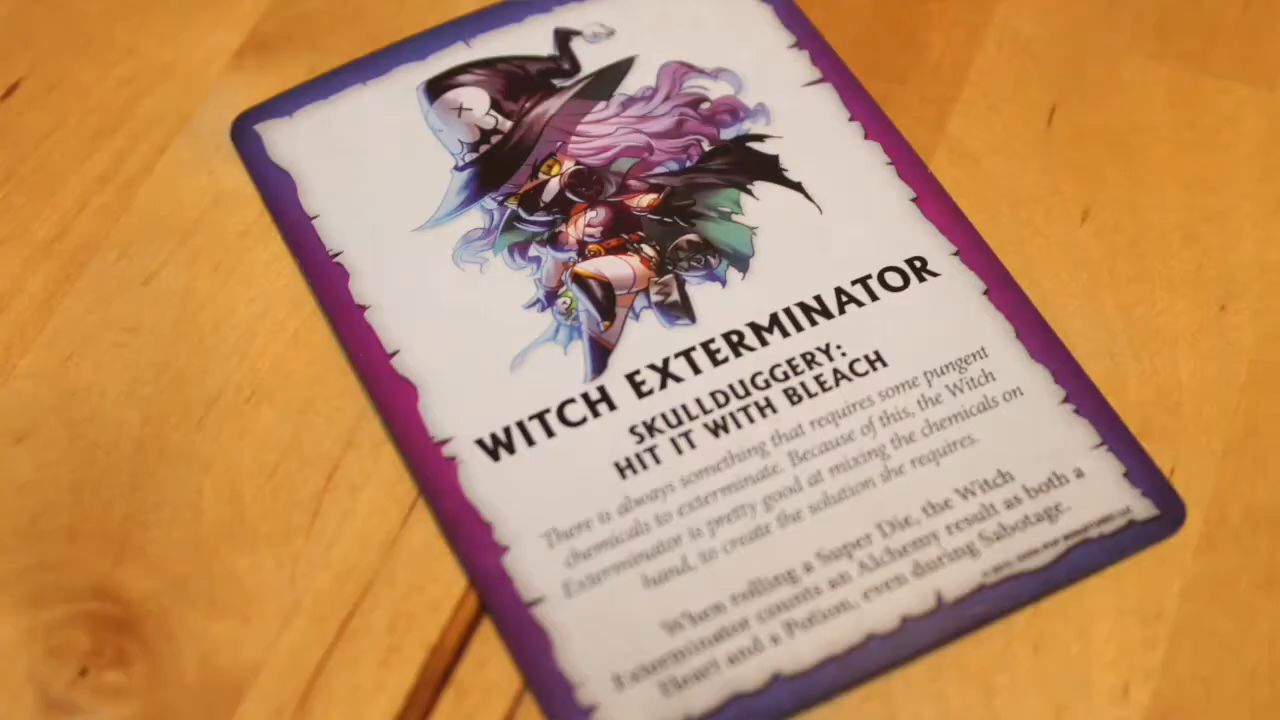 WITCH EXTERMINATOR
SKULLDUGGERY:
HIT IT WITH BLEACH
There is always something that requires some pungent
chemicals to exterminate. Because of this, the Witch
Exterminator is pretty good at mixing the chemicals on
hand, to create the solution she requires.
When rolling a Super Die, the Witch
Exterminator counts an Alchemy result as both a
Heart and a Potion, even during Sabotage.